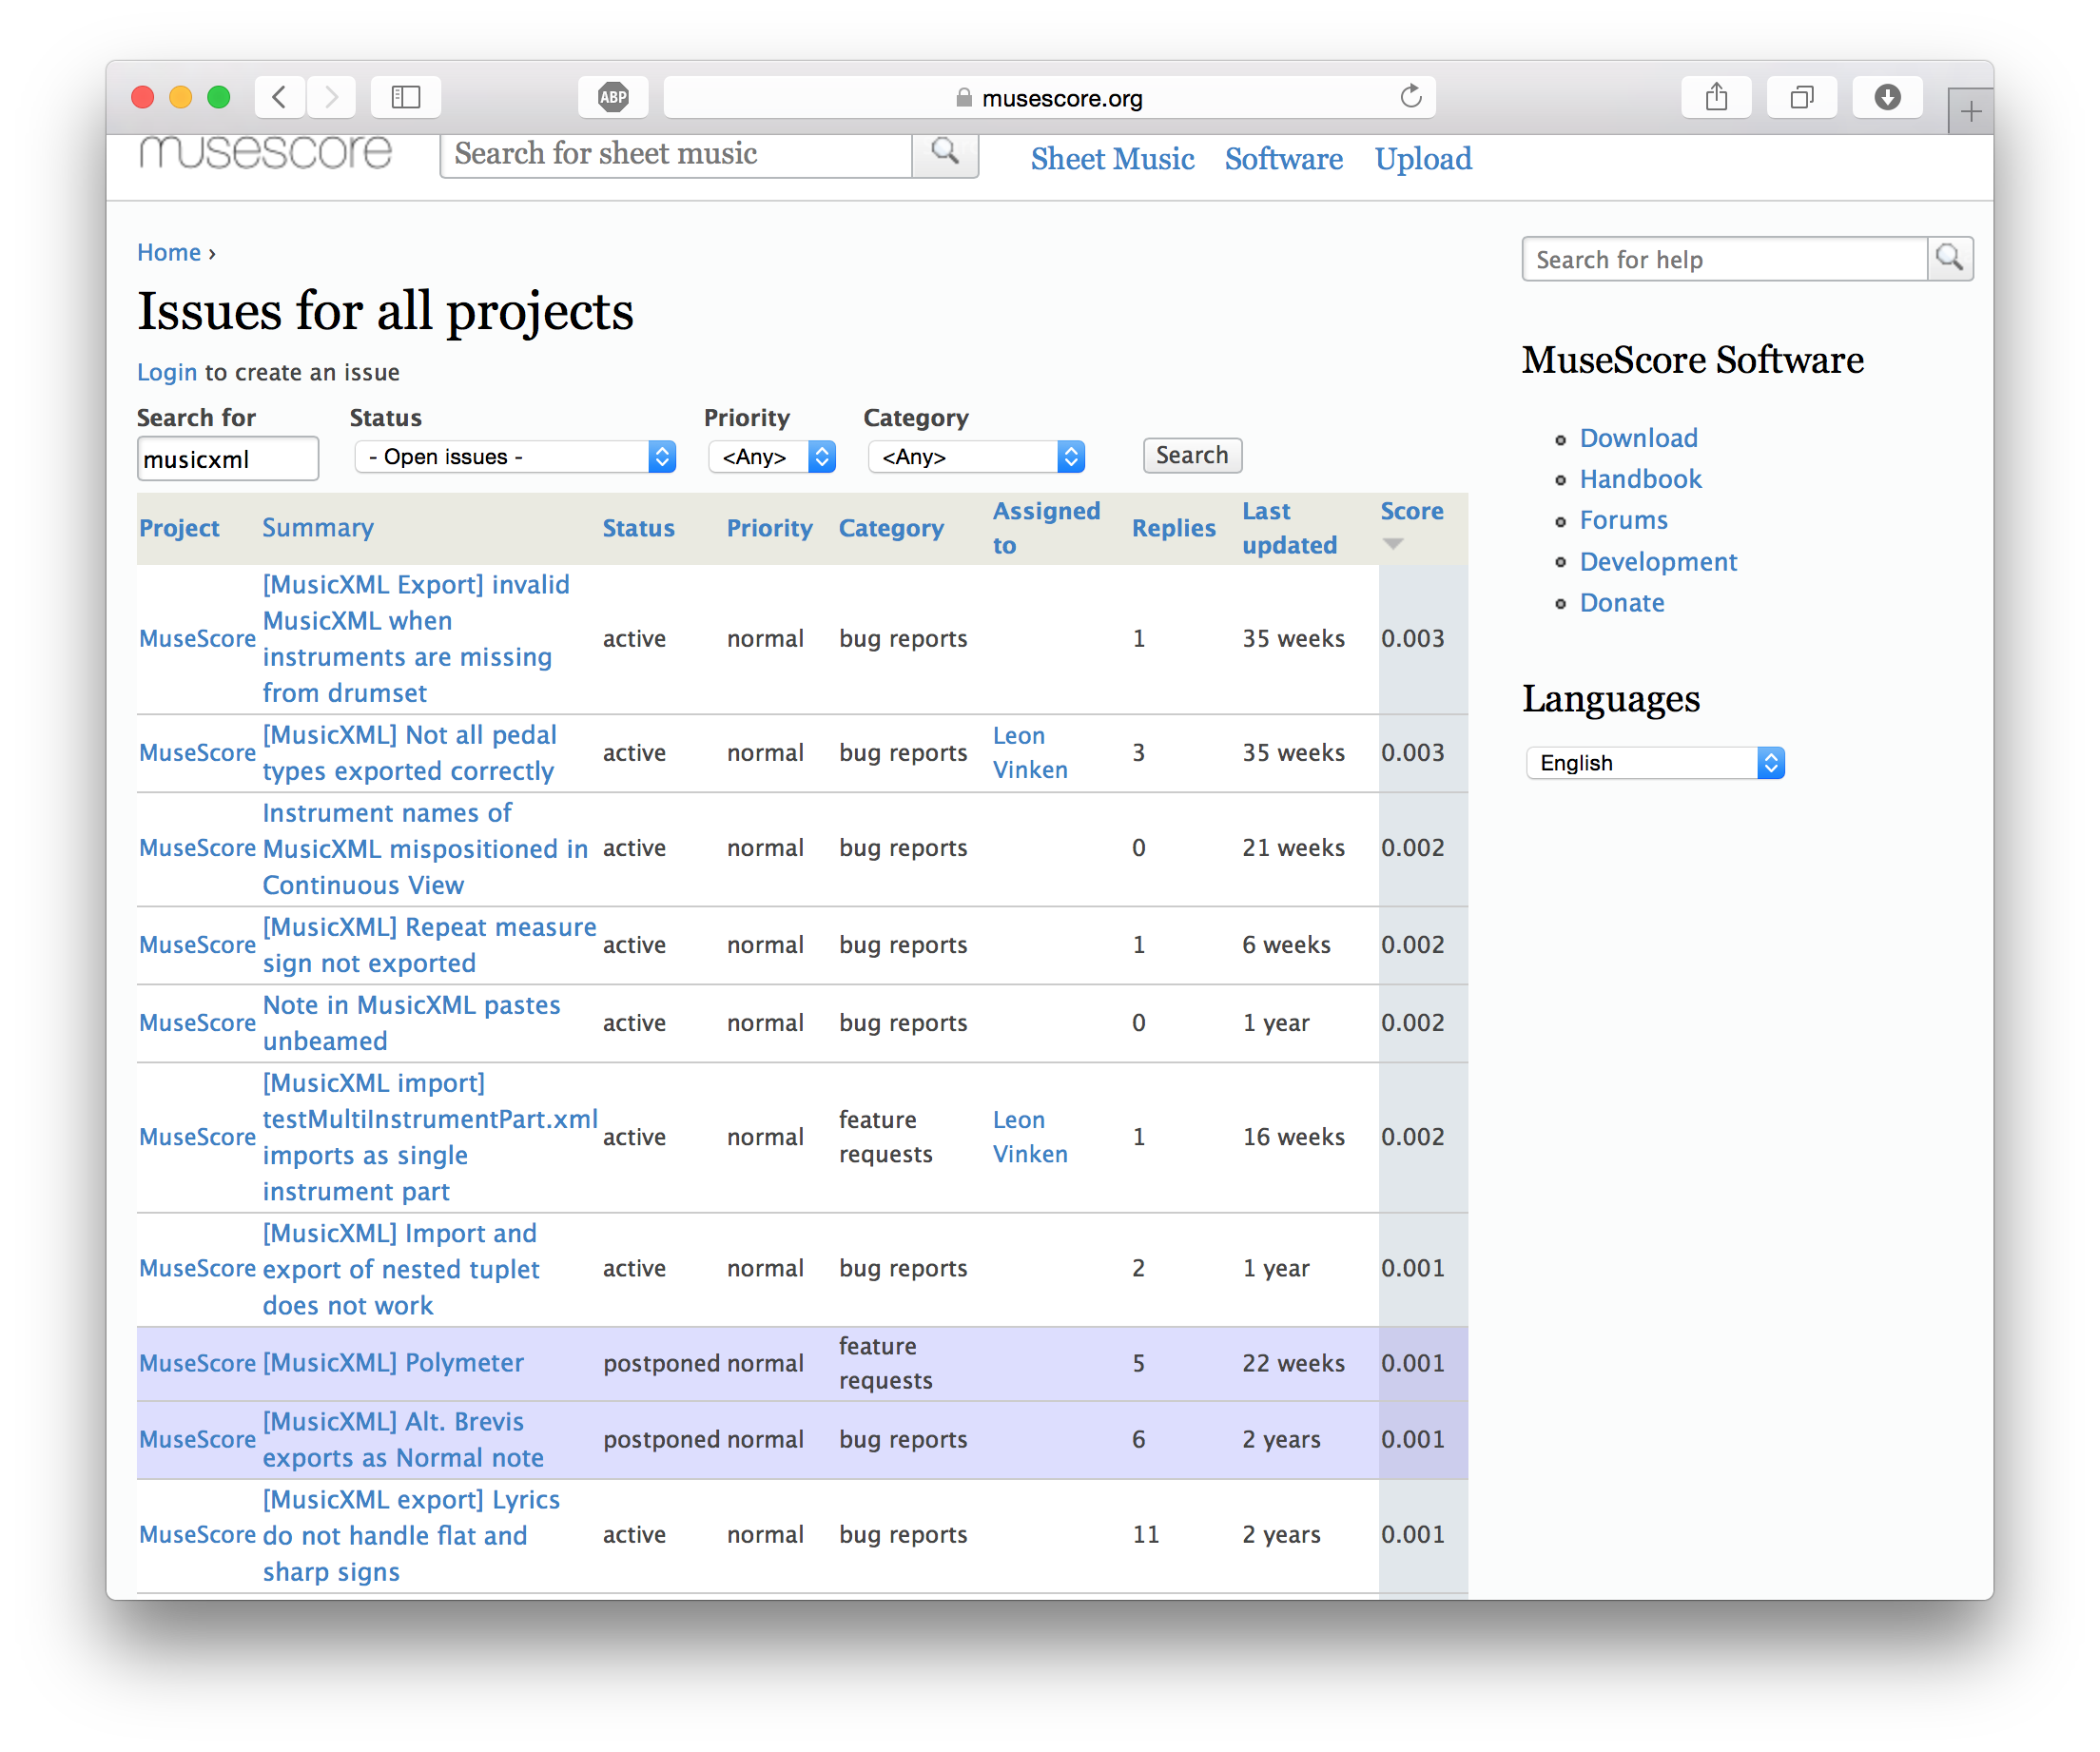 ABP
musescore.org
musescore
Search for sheet music
Sheet Music Software Upload
Home ›
Search for help
Issues for all projects
Login to create an issue
Search for Status Priority Category
musicxml - Open issues - <Any> <Any> Search
Project Summary Status Priority Category Assigned to Replies Last updated Score
[MusicXML Export] invalid
MusicXML when
instruments are missing
from drumset
MuseScore active normal bug reports 1 35 weeks 0.003
[MusicXML] Not all pedal
types exported correctly
MuseScore active normal bug reports Leon Vinken 3 35 weeks 0.003
Instrument names of
MusicXML mispositioned in
Continuous View
MuseScore active normal bug reports 0 21 weeks 0.002
[MusicXML] Repeat measure
sign not exported
MuseScore active normal bug reports 1 6 weeks 0.002
Note in MusicXML pastes
unbeamed
MuseScore active normal bug reports 0 1 year 0.002
[MusicXML import]
testMultiInstrumentPart.xml
imports as single
instrument part
MuseScore active normal feature requests Leon Vinken 1 16 weeks 0.002
[MusicXML] Import and
export of nested tuplet
does not work
MuseScore active normal bug reports 2 1 year 0.001
MuseScore [MusicXML] Polymeter postponed normal feature requests 5 22 weeks 0.001
[MusicXML] Alt. Brevis
exports as Normal note
MuseScore postponed normal bug reports 6 2 years 0.001
[MusicXML export] Lyrics
do not handle flat and
sharp signs
MuseScore active normal bug reports 11 2 years 0.001
MuseScore Software
Download
Handbook
Forums
Development
Donate
Languages
English